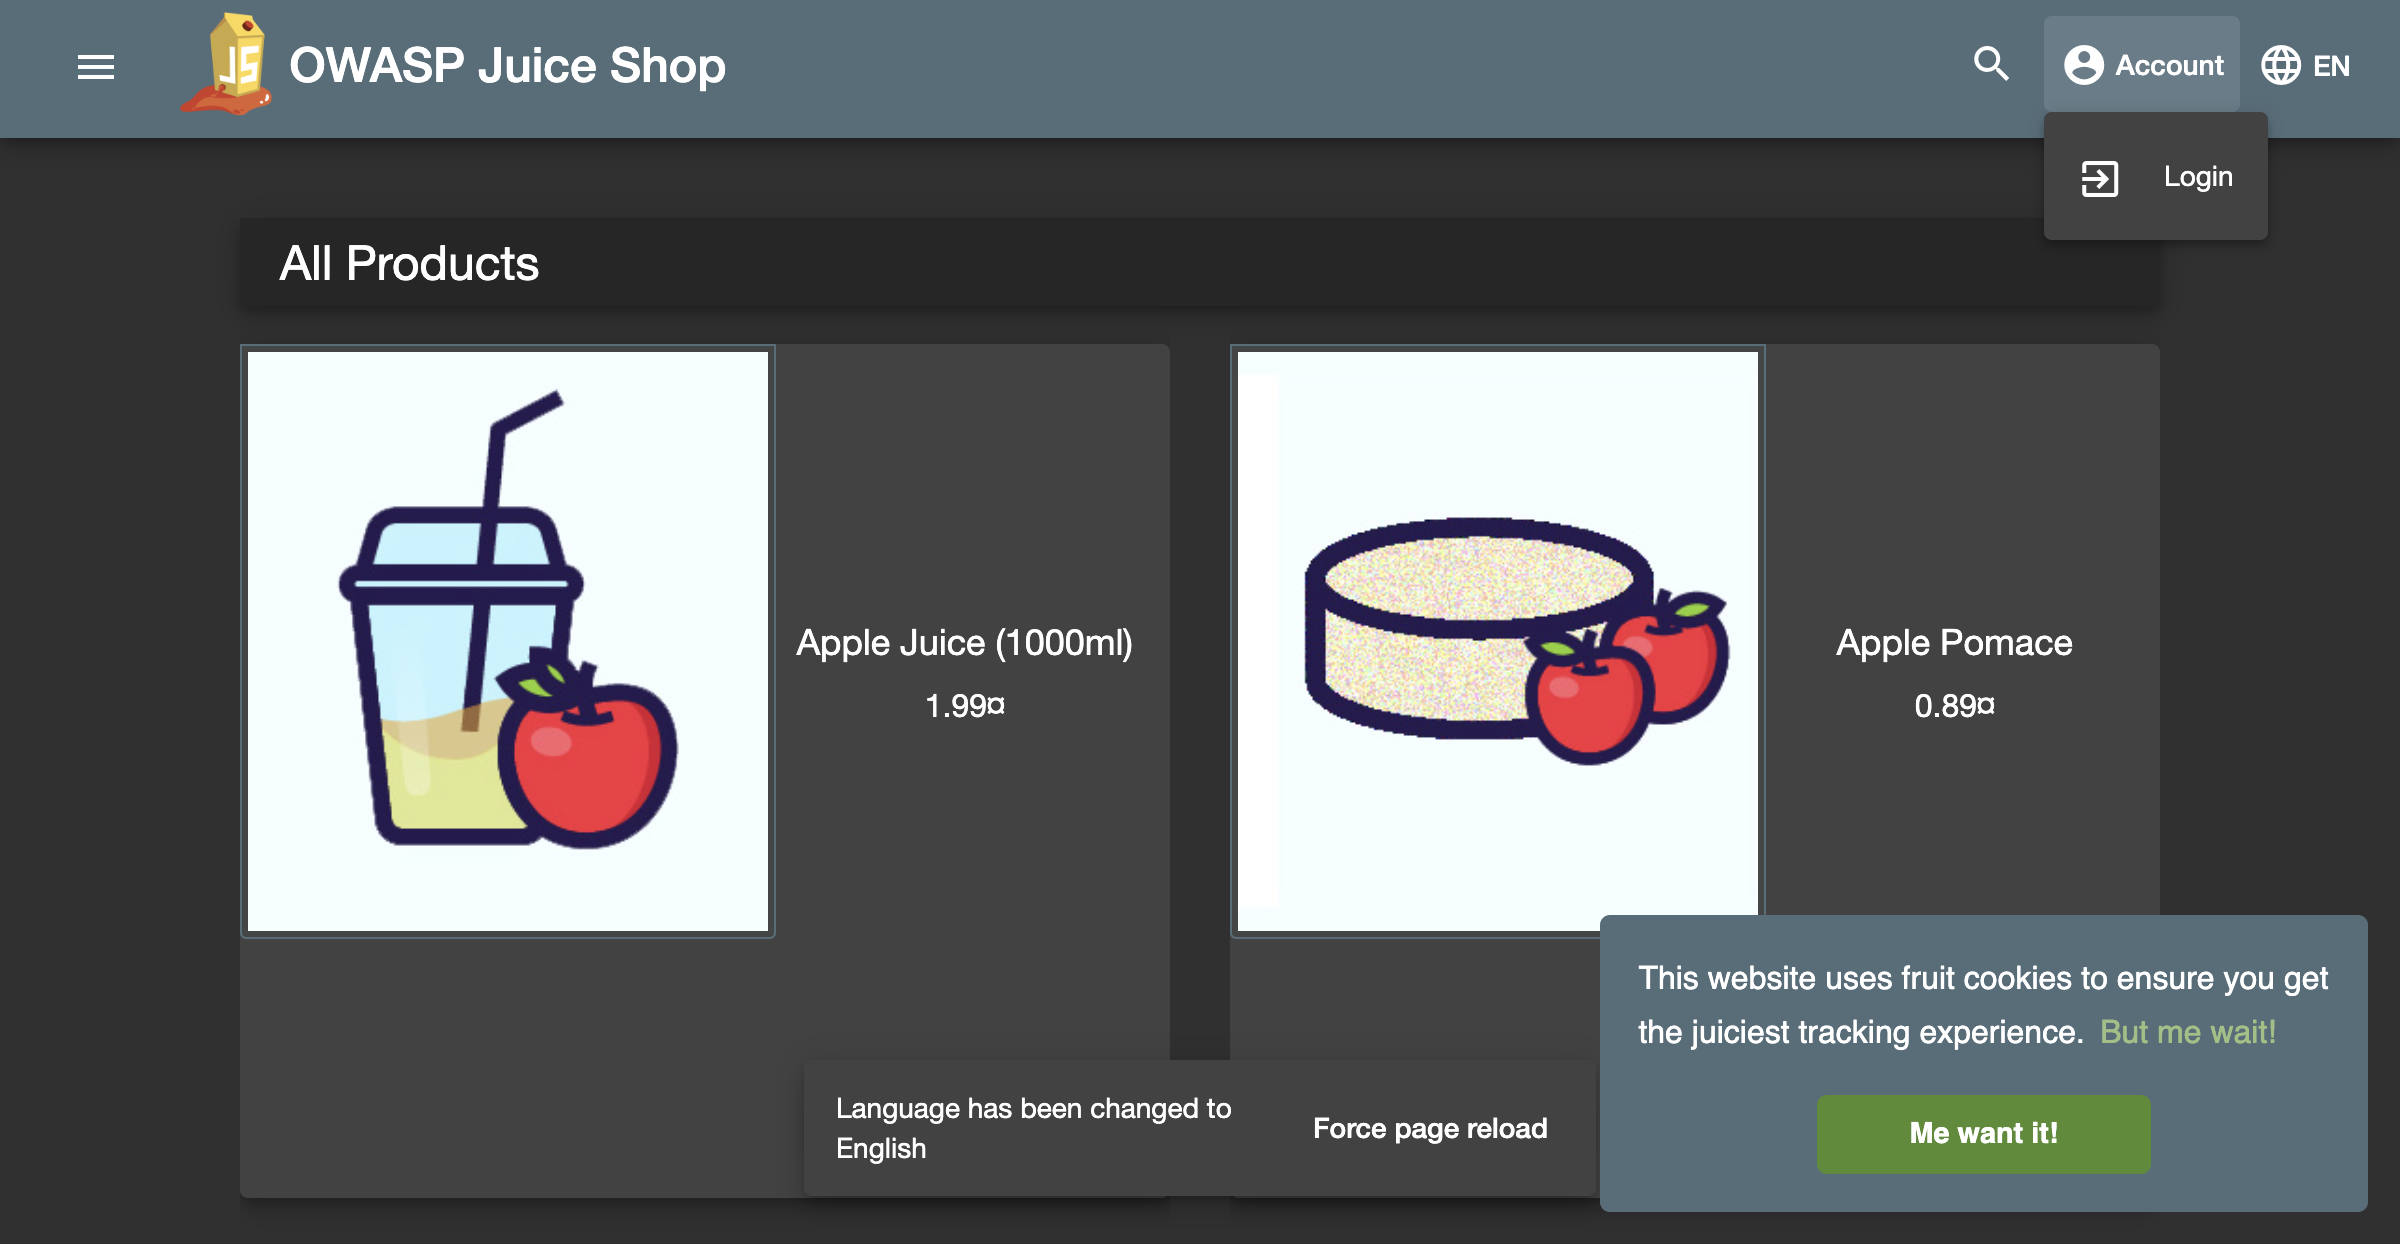 JS
OWASP Juice Shop
Account
EN
Login
All Products
Apple Juice (1000ml)
1.99¤
Apple Pomace
0.89¤
This website uses fruit cookies to ensure you get
the juiciest tracking experience. But me wait!
Me want it!
Language has been changed to
English
Force page reload